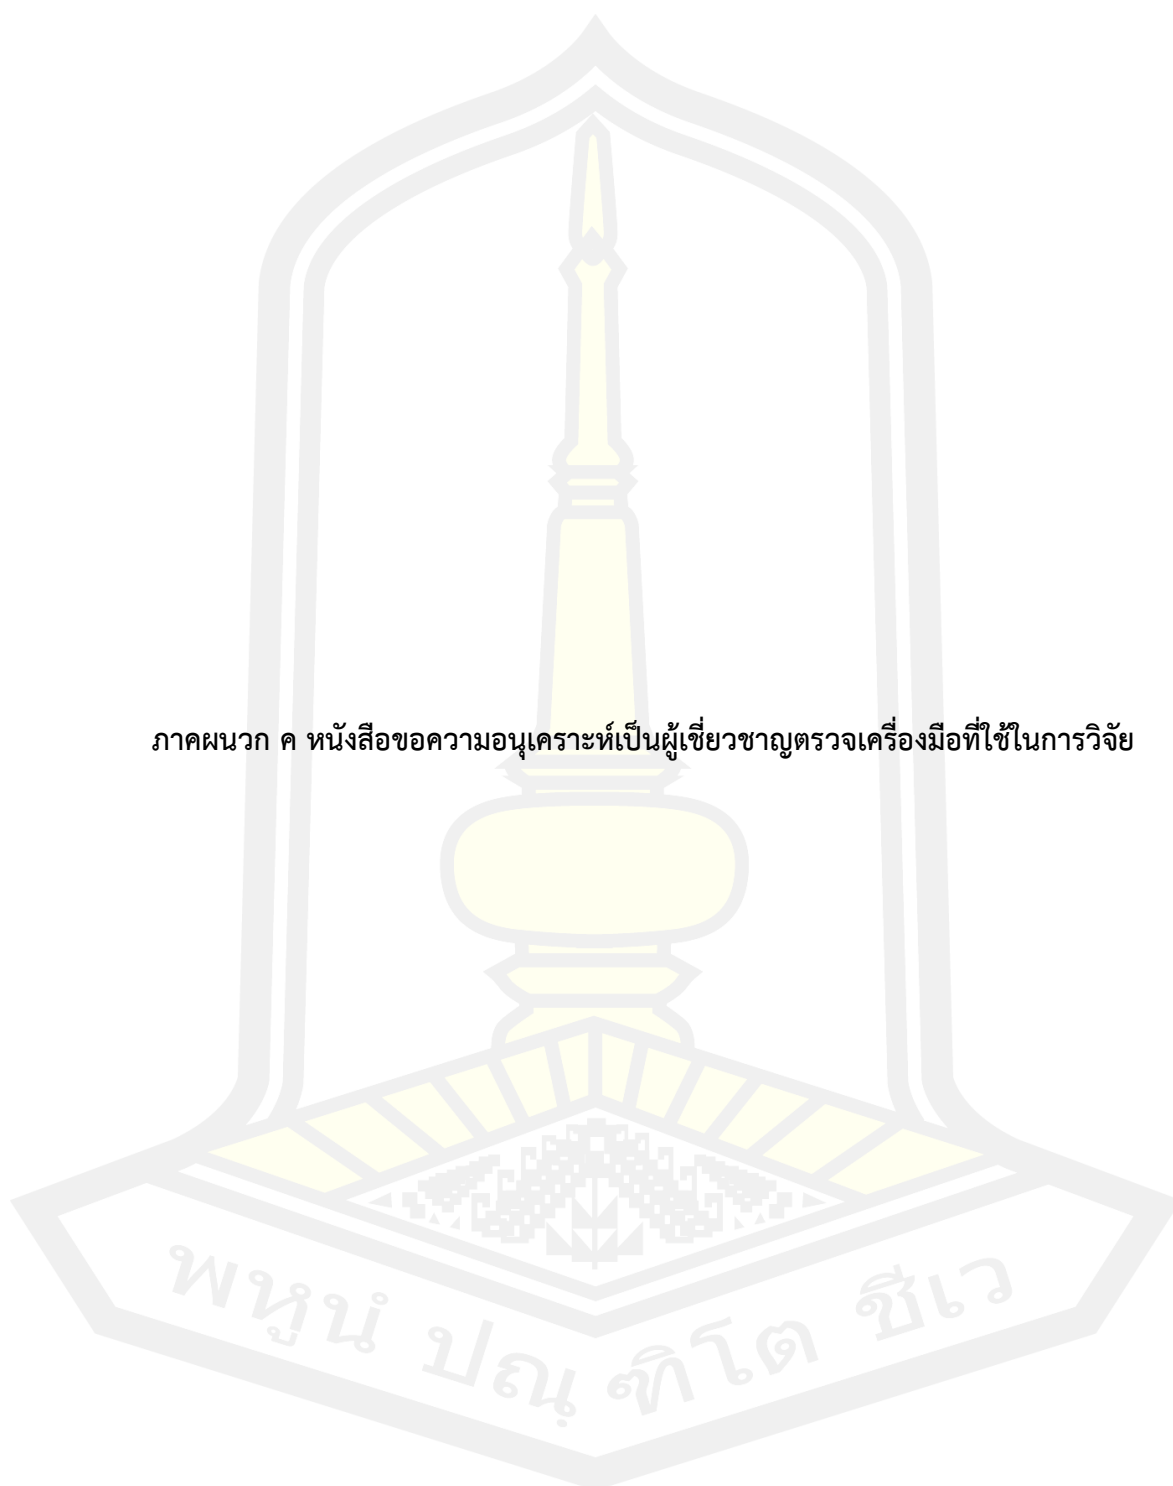 ภาคผนวก ค หนังสือขอความอนุเคราะห์เป็นผู้เชี่ยวชาญตรวจเครื่องมือที่ใช้ในการวิจัย
พหูนํ ปณฺฑิโต ชีเว